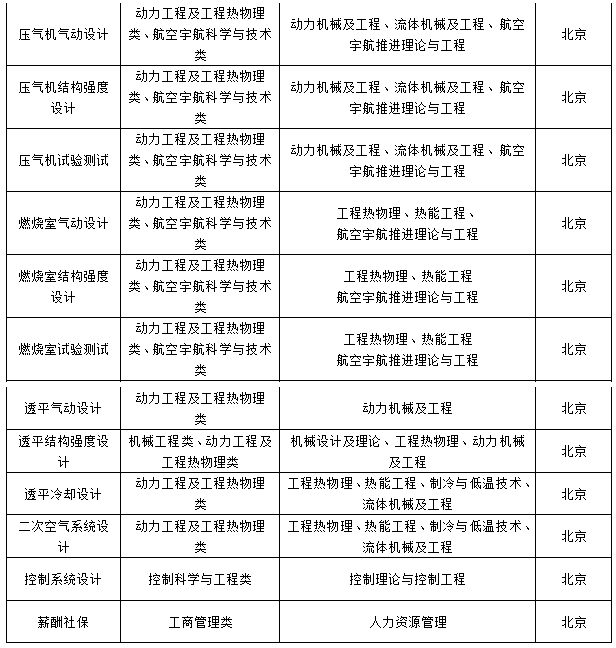 压气机气动设计
动力工程及工程热物理
类、航空宇航科学与技术
类
动力机械及工程、流体机械及工程、航空
宇航推进理论与工程
北京
压气机结构强度
设计
动力工程及工程热物理
类、航空宇航科学与技术
类
动力机械及工程、流体机械及工程、航空
宇航推进理论与工程
北京
压气机试验测试
动力工程及工程热物理
类、航空宇航科学与技术
类
动力机械及工程、流体机械及工程、航空
宇航推进理论与工程
北京
燃烧室气动设计
动力工程及工程热物理
类、航空宇航科学与技术
类
工程热物理、热能工程、
航空宇航推进理论与工程
北京
燃烧室结构强度
设计
动力工程及工程热物理
类、航空宇航科学与技术
类
工程热物理、热能工程
航空宇航推进理论与工程
北京
燃烧室试验测试
动力工程及工程热物理
类、航空宇航科学与技术
类
工程热物理、热能工程
航空宇航推进理论与工程
北京
透平气动设计
动力工程及工程热物理
类
动力机械及工程
北京
透平结构强度设
计
机械工程类、动力工程及
工程热物理类
机械设计及理论、工程热物理、动力机械
及工程
北京
透平冷却设计
动力工程及工程热物理
类
工程热物理、热能工程、制冷与低温技术、
流体机械及工程
北京
二次空气系统设
计
动力工程及工程热物理
类
工程热物理、热能工程、制冷与低温技术、
流体机械及工程
北京
控制系统设计
控制科学与工程类
控制理论与控制工程
北京
薪酬社保
工商管理类
人力资源管理
北京